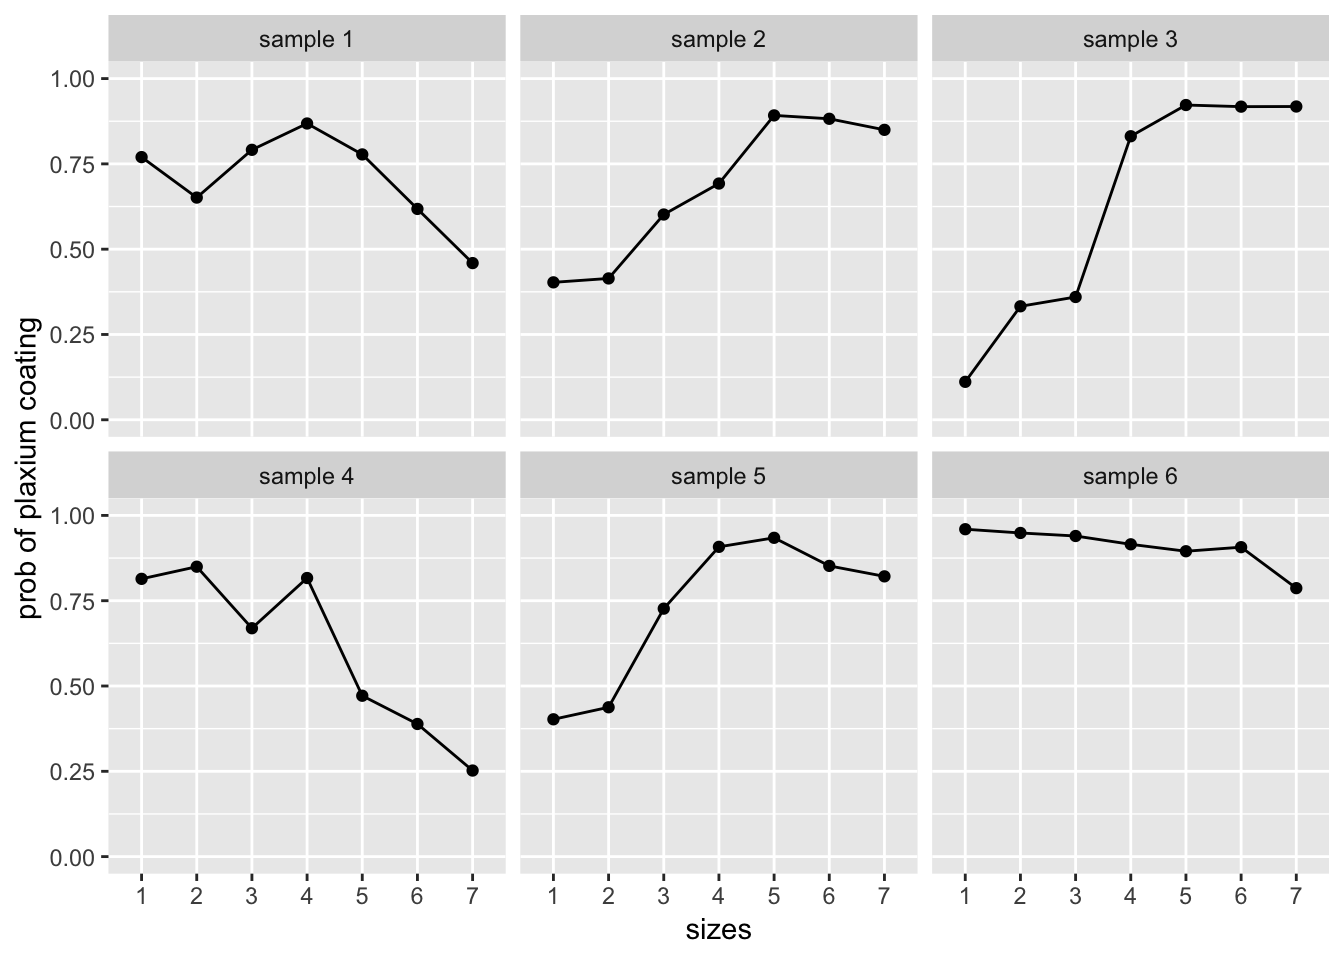 sample 1
sample 2
sample 3
1.00
0.75
0.50
0.25
0.00
prob of plaxium coating
sample 4
sample 5
sample 6
1.00
0.75
0.50
0.25
0.00
1 2 3 4 5 6 7
1 2 3 4 5 6 7
1 2 3 4 5 6 7
sizes